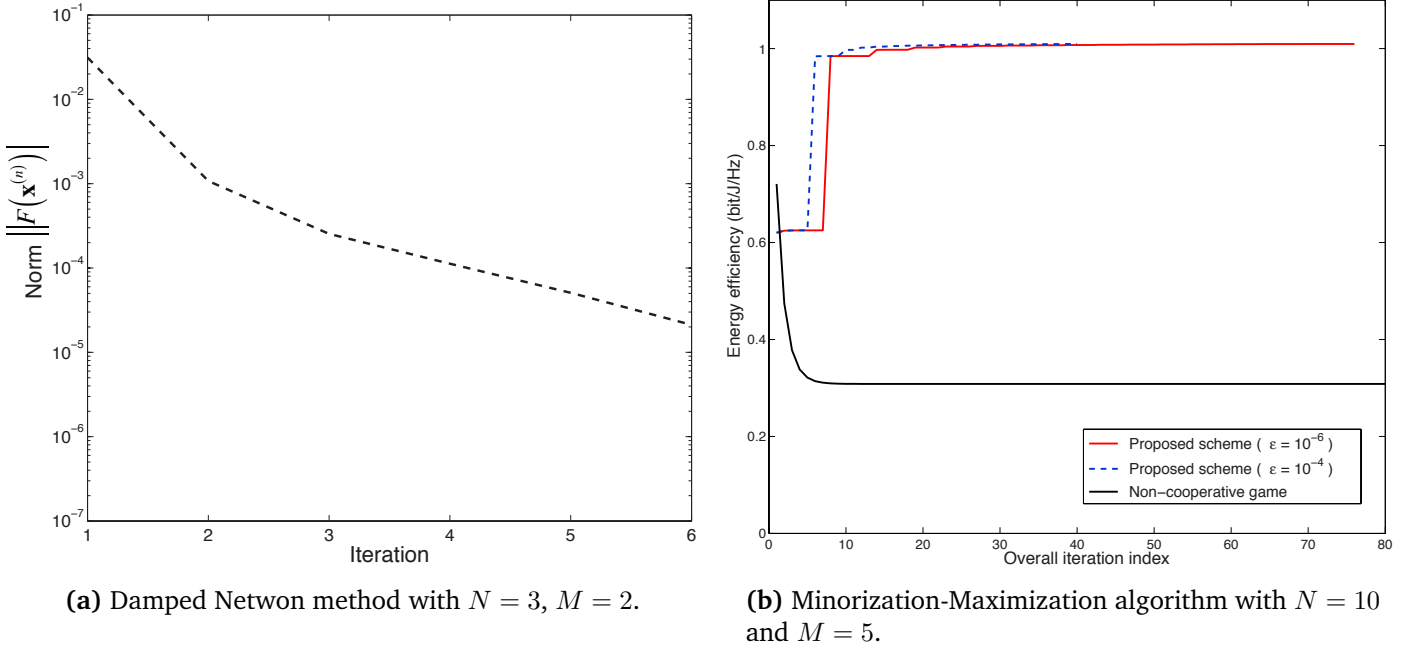 10⁻¹
10⁻²
10⁻³
10⁻⁴
10⁻⁵
10⁻⁶
10⁻⁷
Norm ||F(x⁽ⁿ⁾)||
1 2 3 4 5 6
Iteration
(a) Damped Netwon method with N = 3, M = 2.
1
0.8
0.6
0.4
0.2
0
Energy efficiency (bit/J/Hz)
Proposed scheme ( ε = 10⁻⁶ )
Proposed scheme ( ε = 10⁻⁴ )
Non−cooperative game
0 10 20 30 40 50 60 70 80
Overall iteration index
(b) Minorization-Maximization algorithm with N = 10
and M = 5.